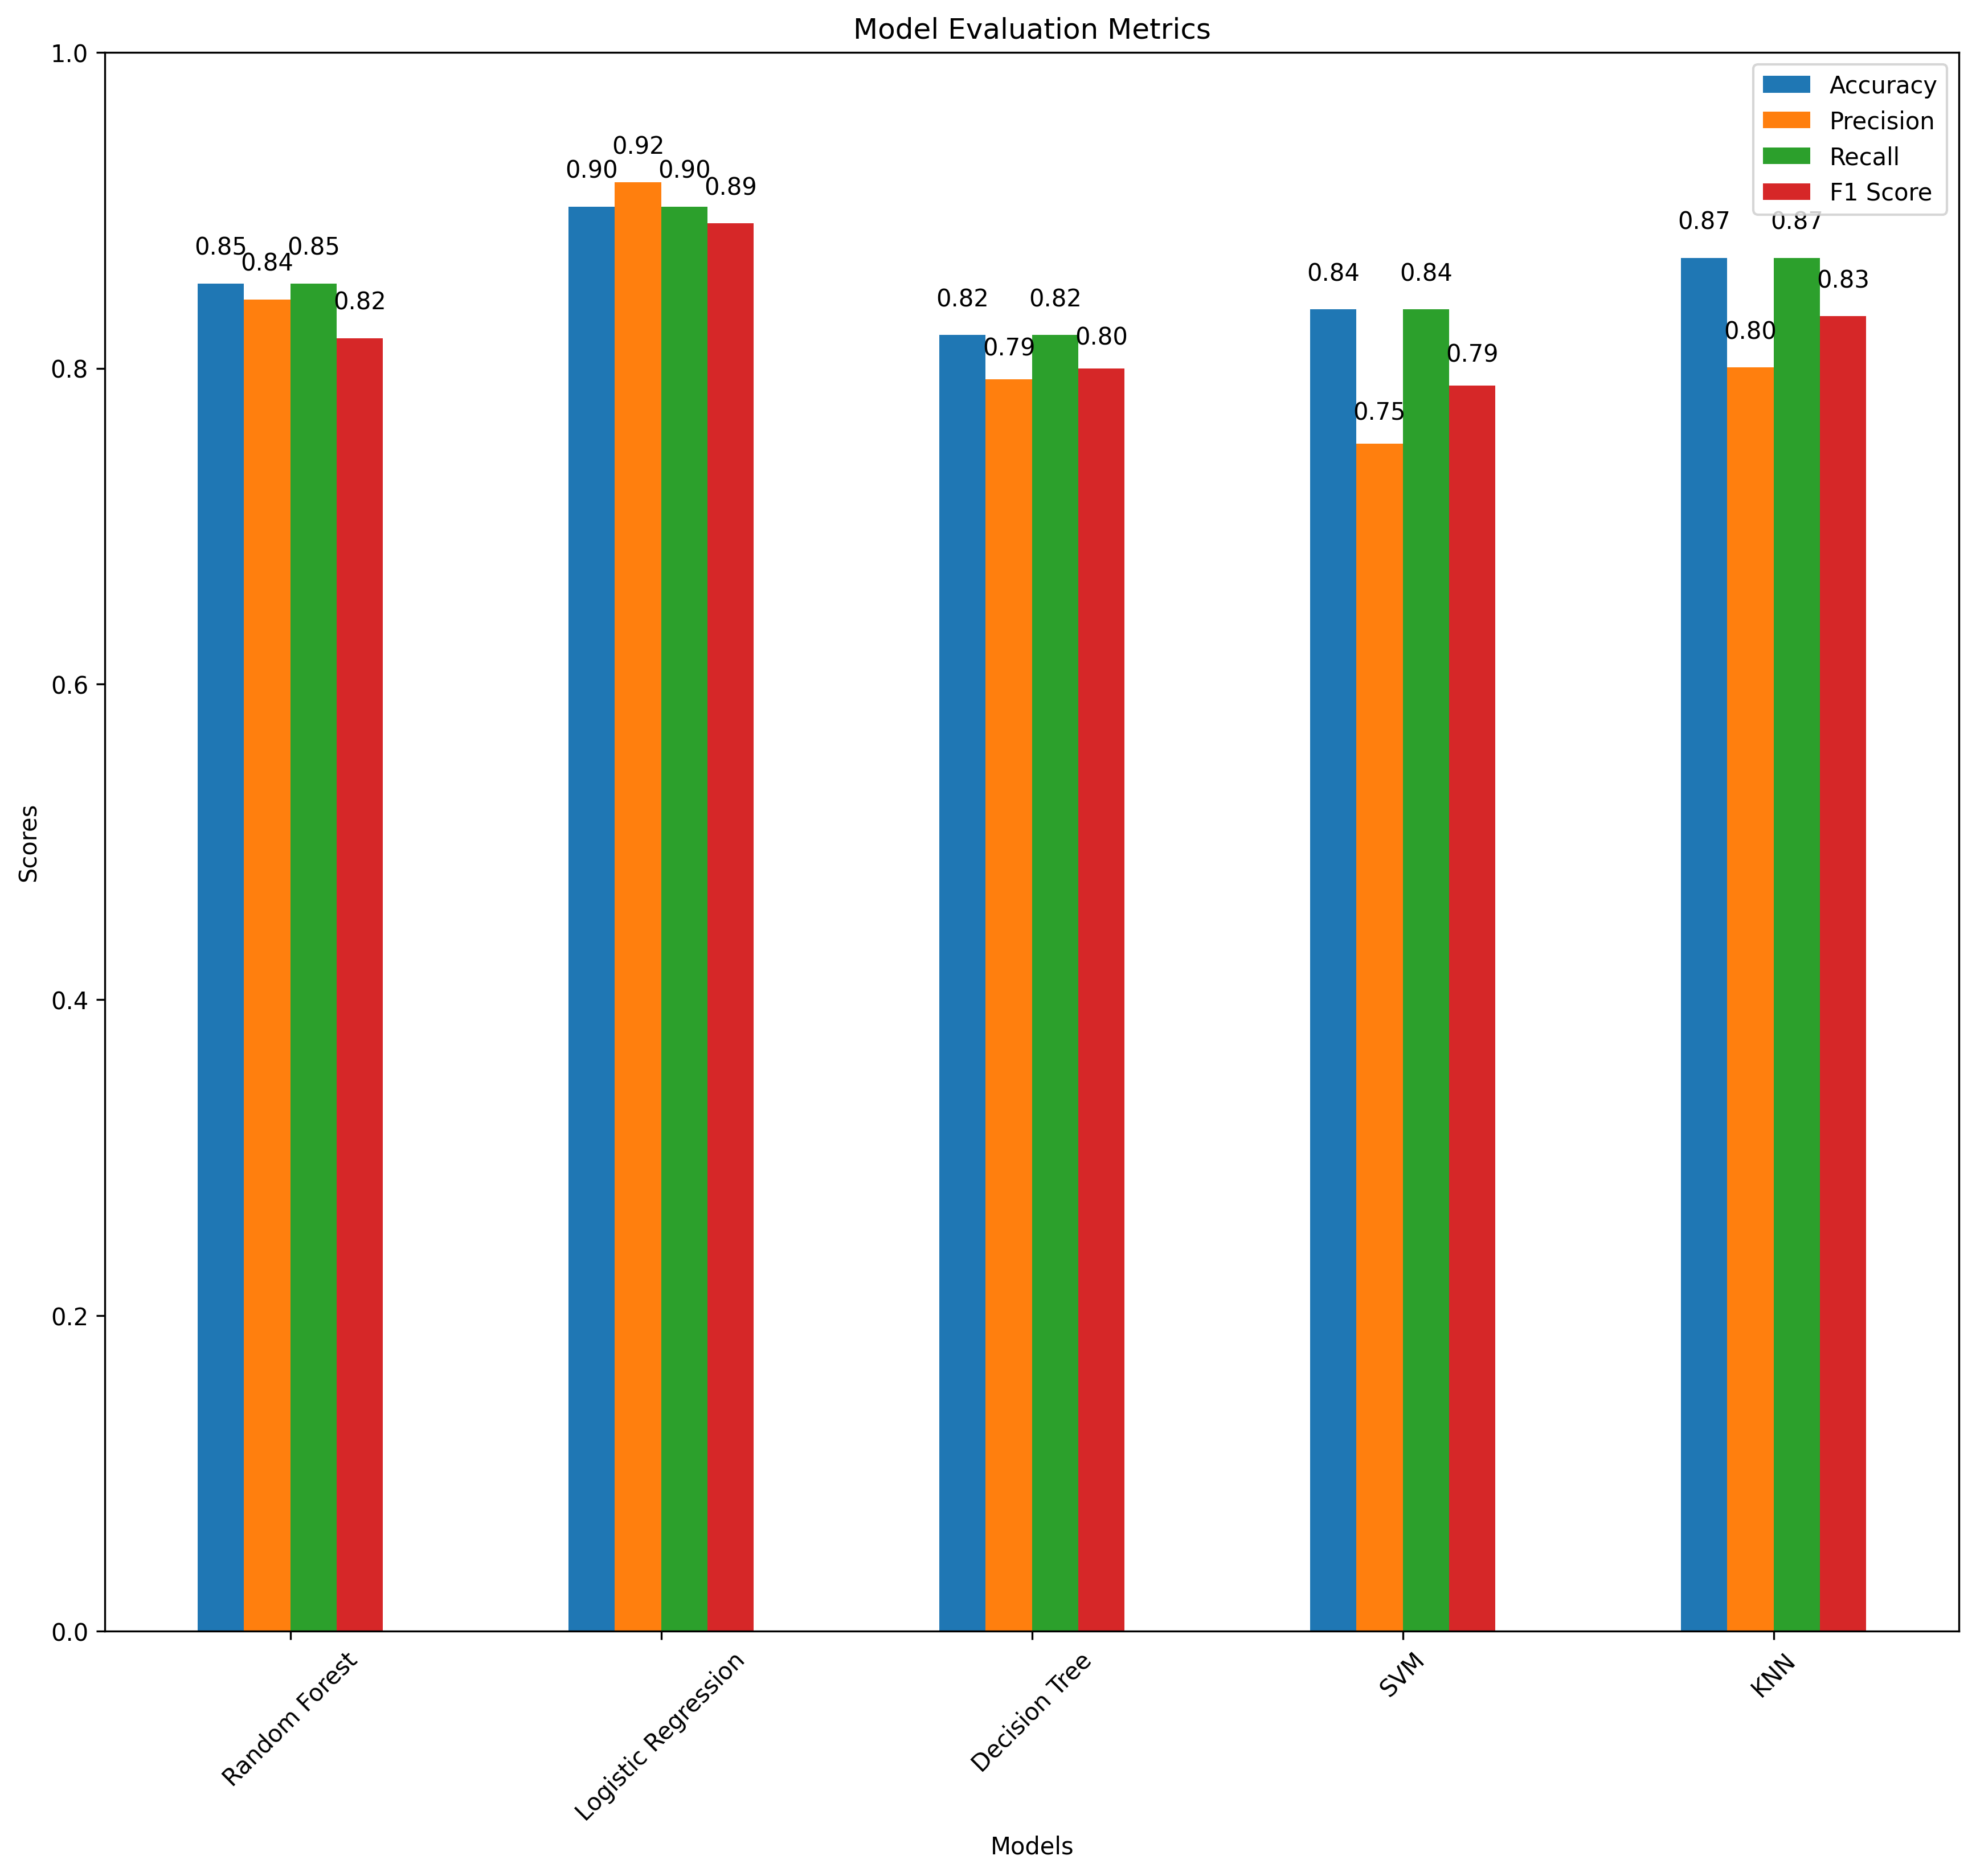 Model Evaluation Metrics
1.0
0.8
0.6
0.4
0.2
0.0
Scores
Accuracy
Precision
Recall
F1 Score
0.85
0.84
0.85
0.82
0.90
0.92
0.90
0.89
0.82
0.79
0.82
0.80
0.84
0.75
0.84
0.79
0.87
0.80
0.87
0.83
Random Forest
Logistic Regression
Decision Tree
SVM
KNN
Models